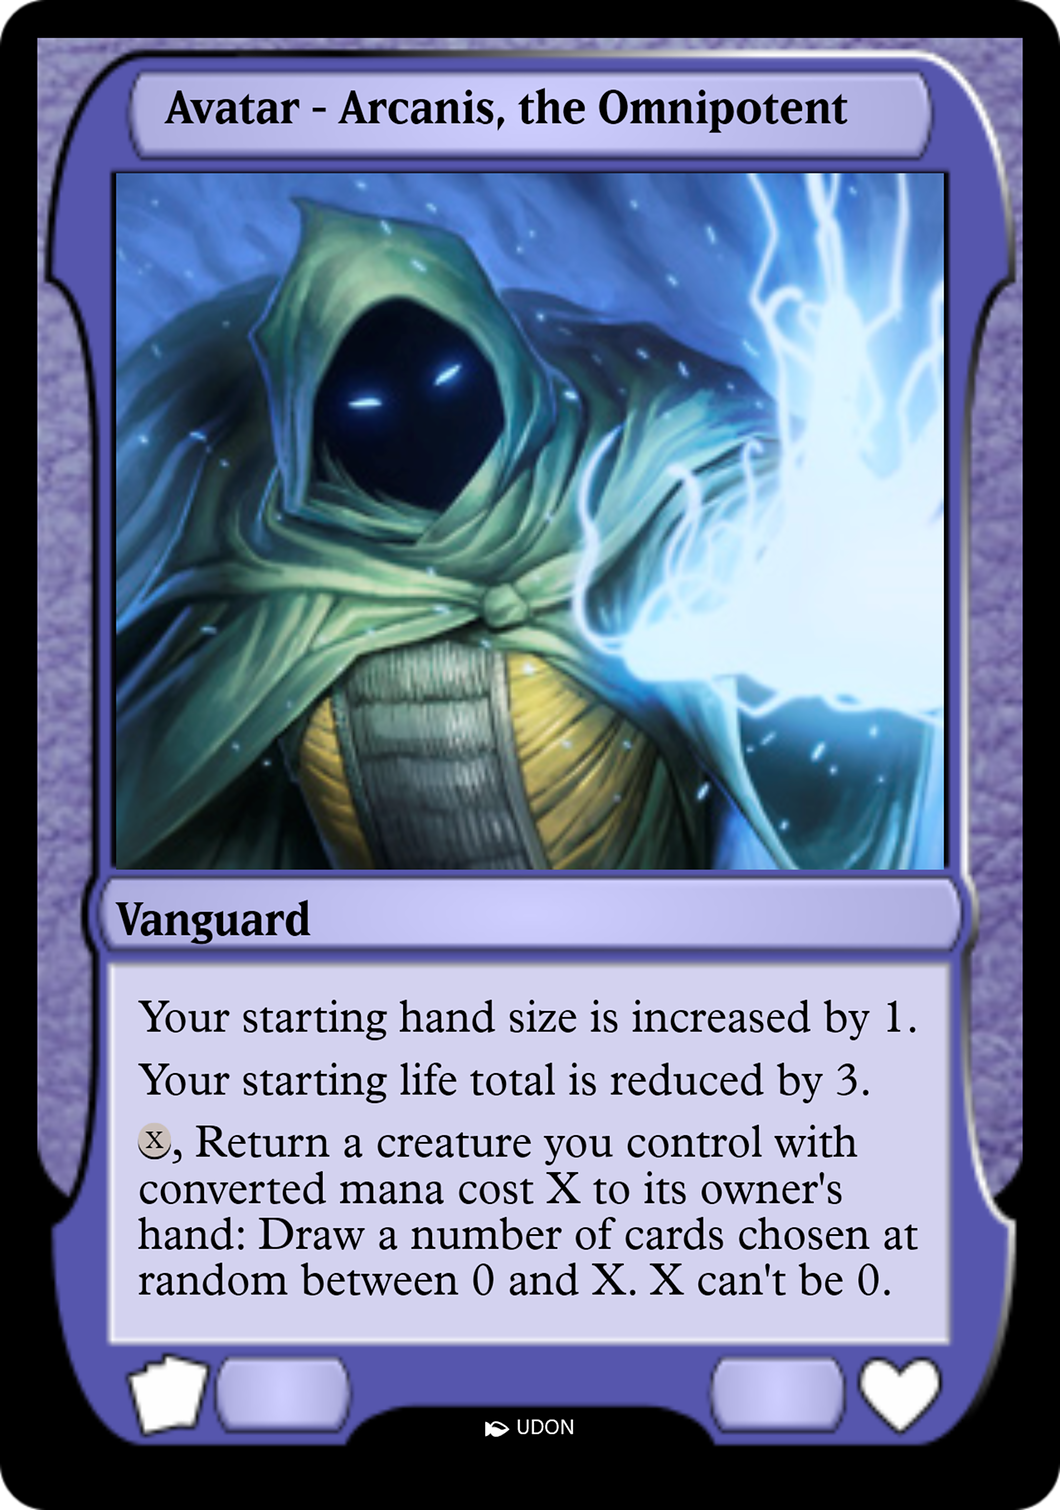 Avatar - Arcanis, the Omnipotent
Vanguard
Your starting hand size is increased by 1.
Your starting life total is reduced by 3.
X, Return a creature you control with
converted mana cost X to its owner's
hand: Draw a number of cards chosen at
random between 0 and X. X can't be 0.
UDON